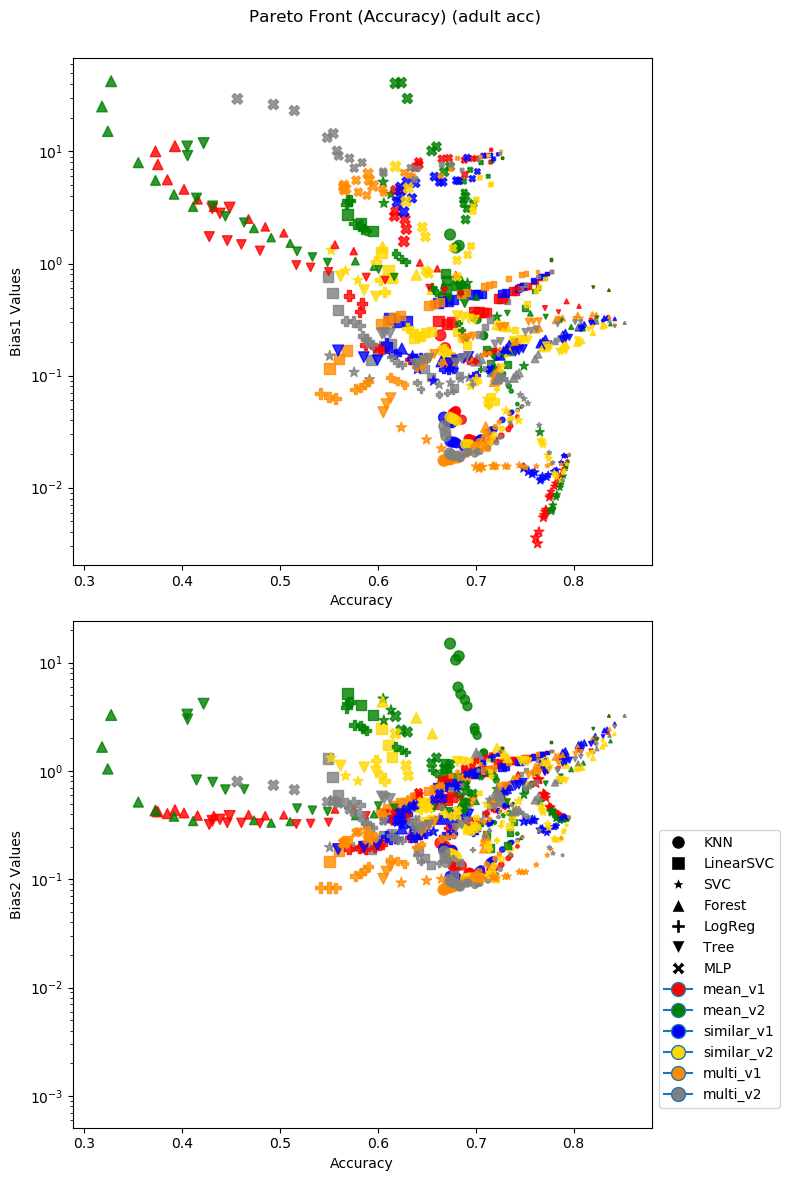 Pareto Front (Accuracy) (adult acc)
10¹
10⁰
10⁻¹
10⁻²
Bias1 Values
0.3 0.4 0.5 0.6 0.7 0.8
Accuracy
10¹
10⁰
10⁻¹
10⁻²
10⁻³
Bias2 Values
0.3 0.4 0.5 0.6 0.7 0.8
Accuracy
KNN
LinearSVC
SVC
Forest
LogReg
Tree
MLP
mean_v1
mean_v2
similar_v1
similar_v2
multi_v1
multi_v2